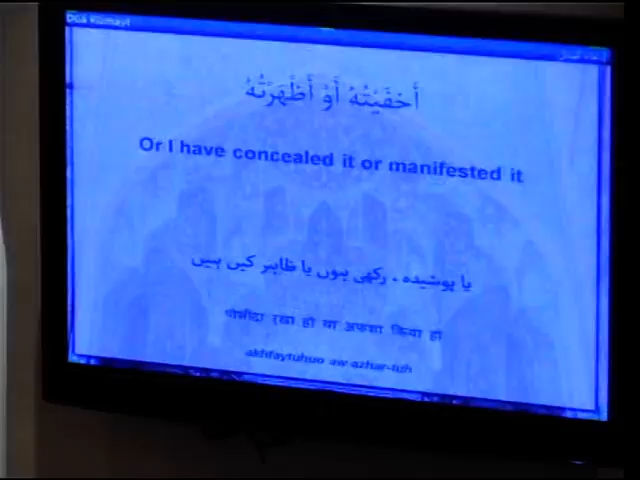 Dua Kumayl
أَخْفَيْتُهُ أَوْ أَظْهَرْتُهُ
Or I have concealed it or manifested it
یا پوشیدہ . رکھی ہوں یا ظاہر کیں ہیں
पोशीदा रखा हो या अफशा किया हो
akhfaytuhuo aw azhar-tuh